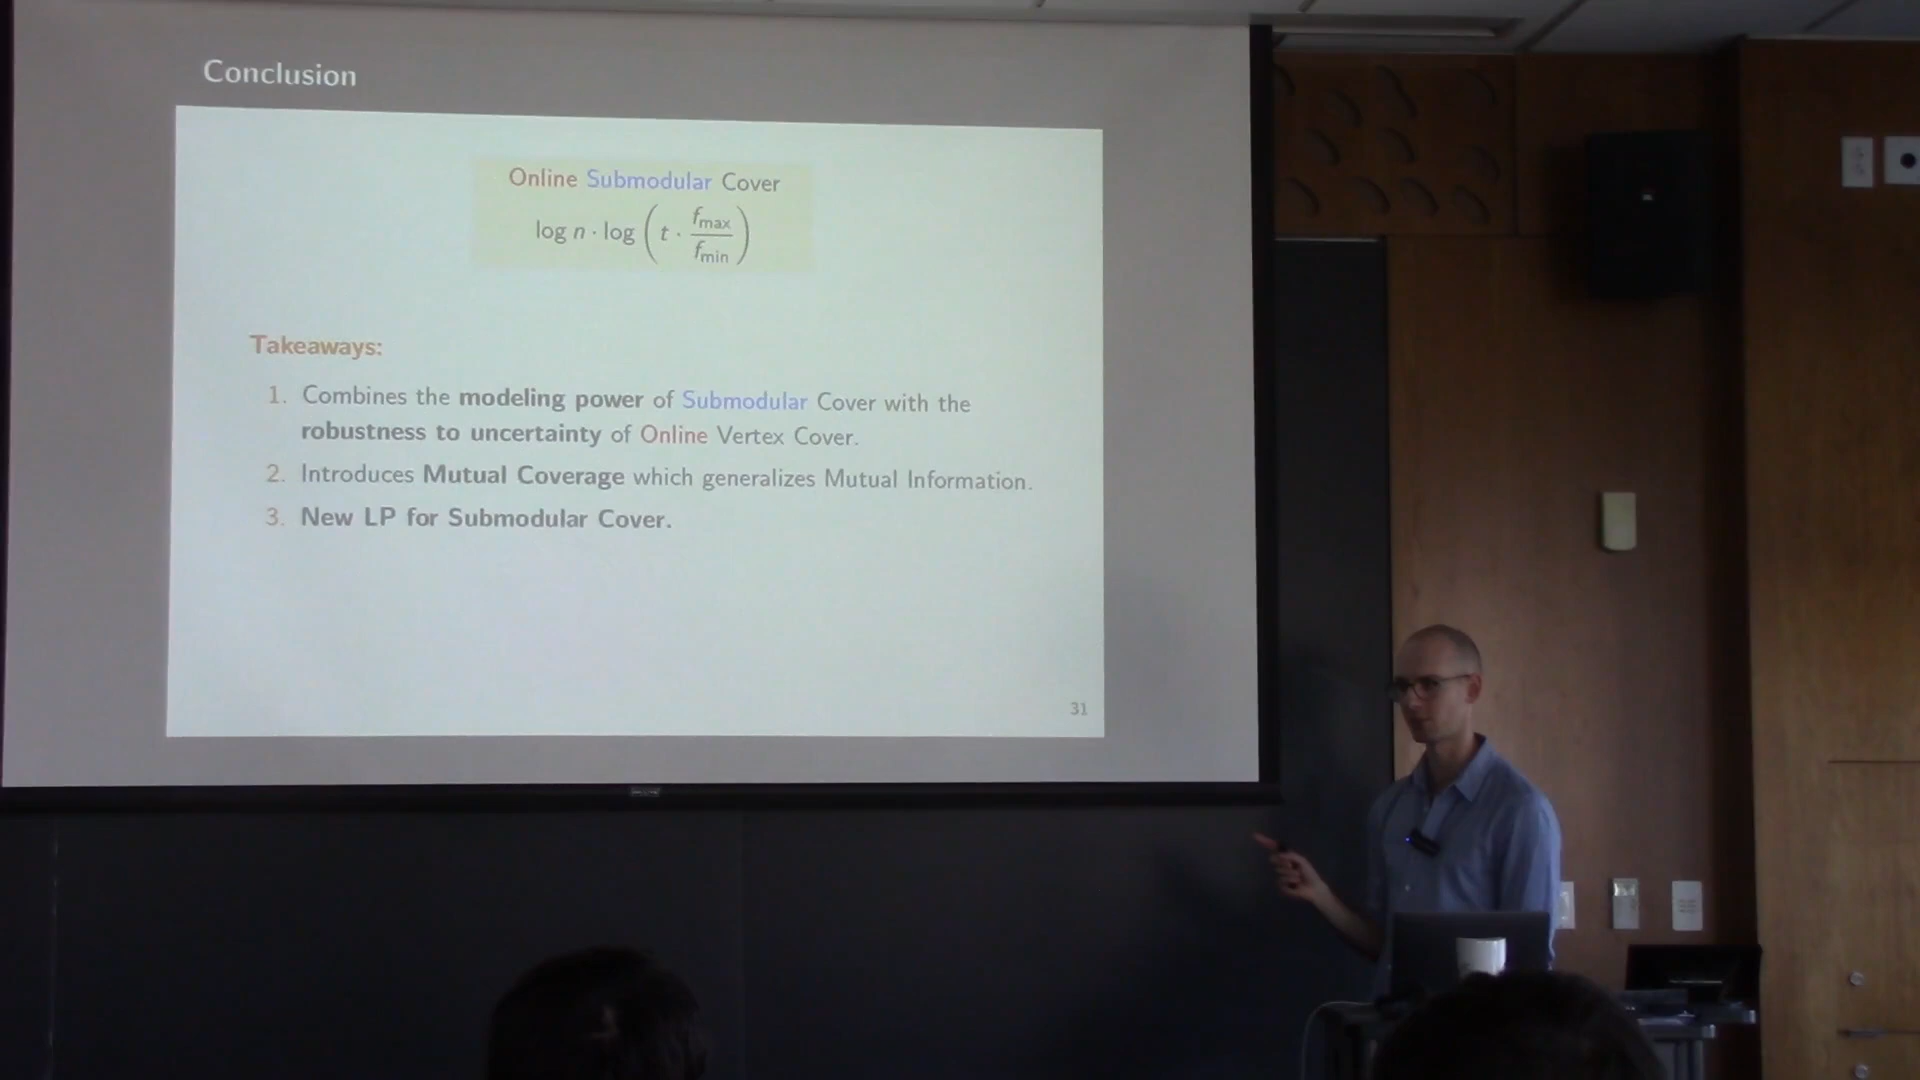 Conclusion
Online Submodular Cover
log n · log ( t · f_max / f_min )
Takeaways:
1. Combines the modeling power of Submodular Cover with the
robustness to uncertainty of Online Vertex Cover.
2. Introduces Mutual Coverage which generalizes Mutual Information.
3. New LP for Submodular Cover.
31